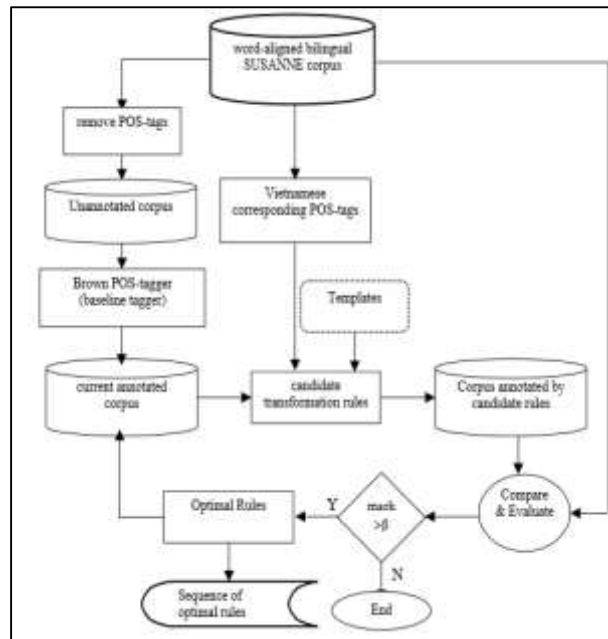 word-aligned bilingual
SUSANNE corpus
remove POS-tags
Unannotated corpus
Vietnamese
corresponding POS-tags
Brown POS-tagger
(baseline tagger)
Templates
current annotated
corpus
candidate
transformation rules
Corpus annotated by
candidate rules
Optimal Rules
Y
mark
>β
Compare
& Evaluate
N
Sequence of
optimal rules
End